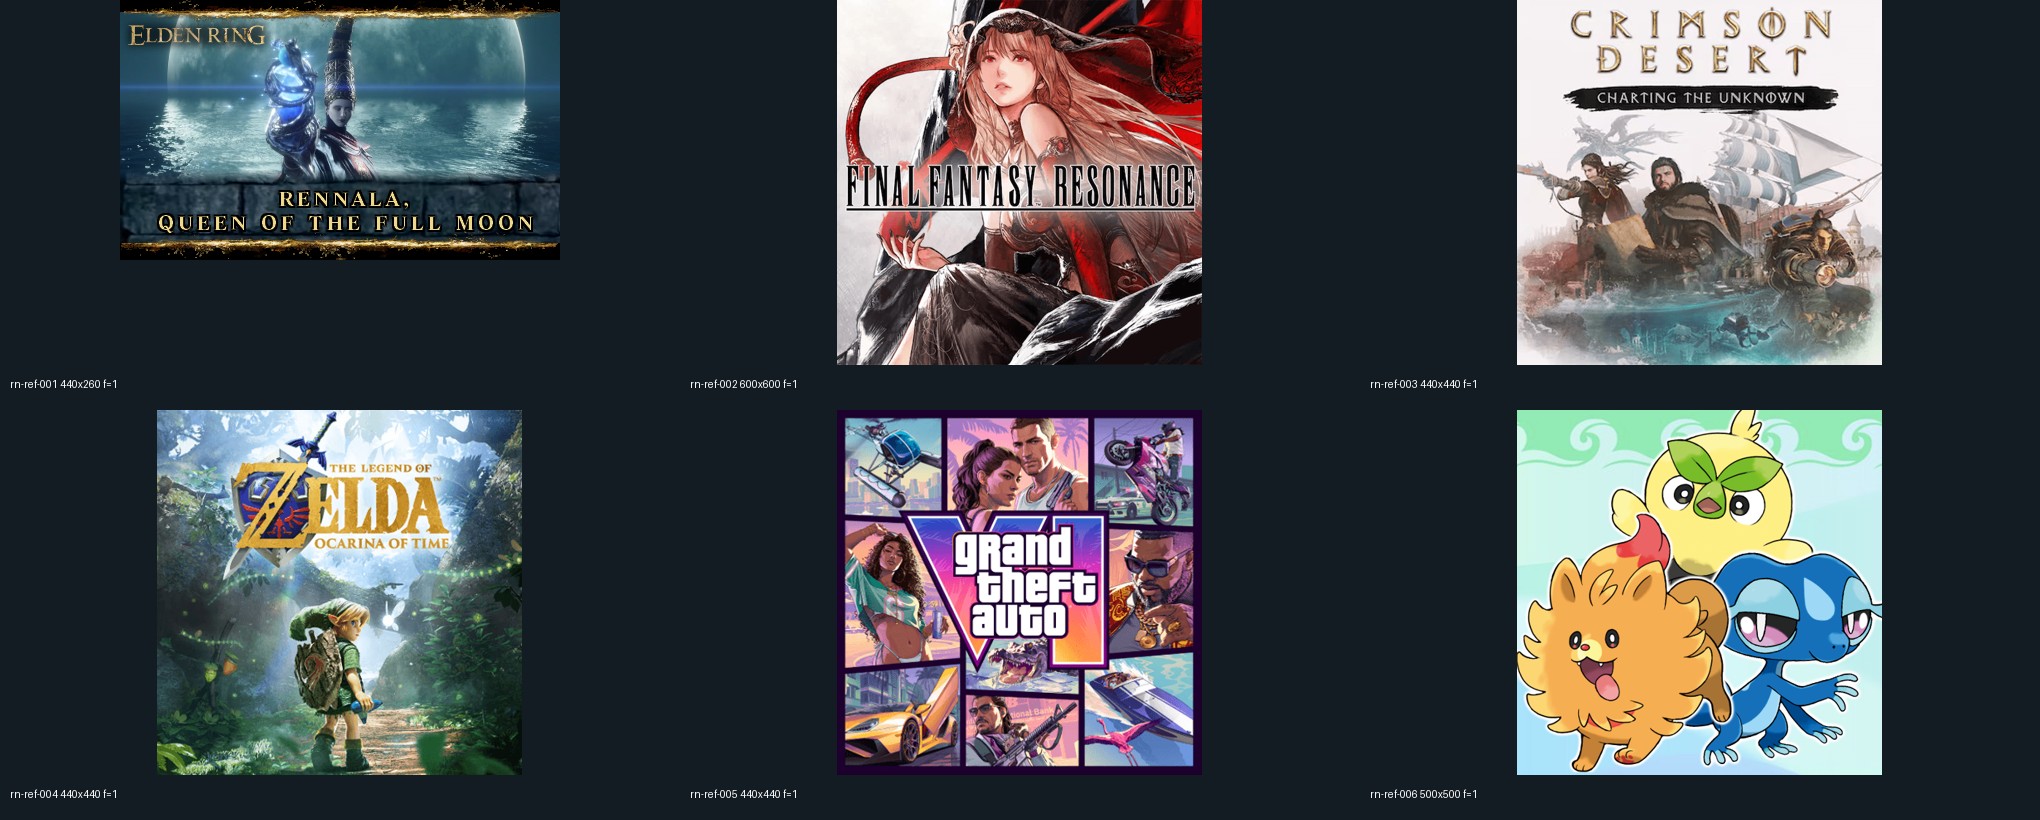 ELDEN RING
RENNALA,
QUEEN OF THE FULL MOON
rn-ref-001 440x260 f=1
FINAL FANTASY RESONANCE
rn-ref-002 600x600 f=1
CRIMSON
DESERT
CHARTING THE UNKNOWN
rn-ref-003 440x440 f=1
THE LEGEND OF
ZELDA
OCARINA OF TIME
rn-ref-004 440x440 f=1
VI
grand
theft
auto
rn-ref-005 440x440 f=1
rn-ref-006 500x500 f=1